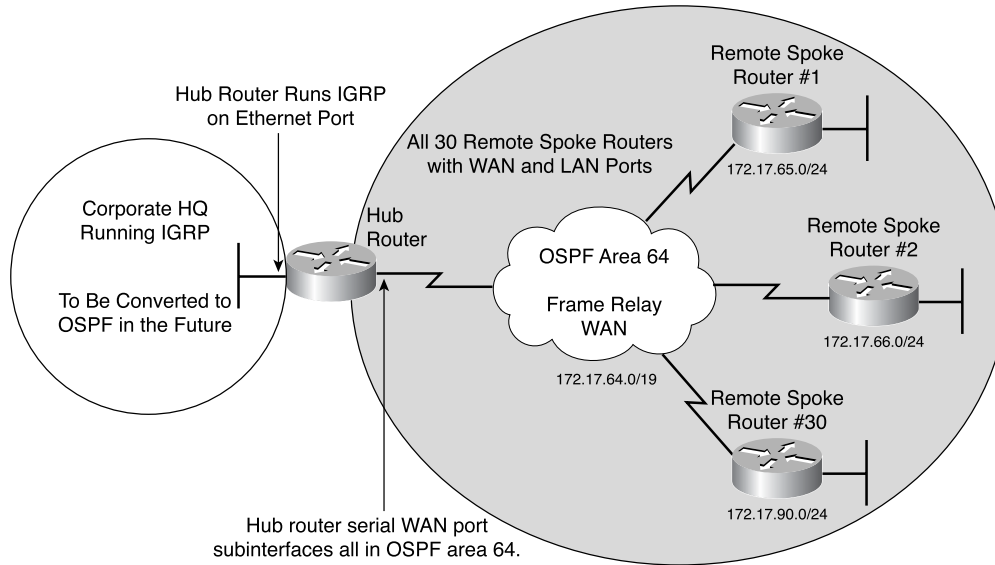 Hub Router Runs IGRP
on Ethernet Port
Corporate HQ
Running IGRP
To Be Converted to
OSPF in the Future
Hub
Router
All 30 Remote Spoke Routers
with WAN and LAN Ports
OSPF Area 64
Frame Relay
WAN
172.17.64.0/19
Remote Spoke
Router #1
172.17.65.0/24
Remote Spoke
Router #2
172.17.66.0/24
Remote Spoke
Router #30
172.17.90.0/24
Hub router serial WAN port
subinterfaces all in OSPF area 64.